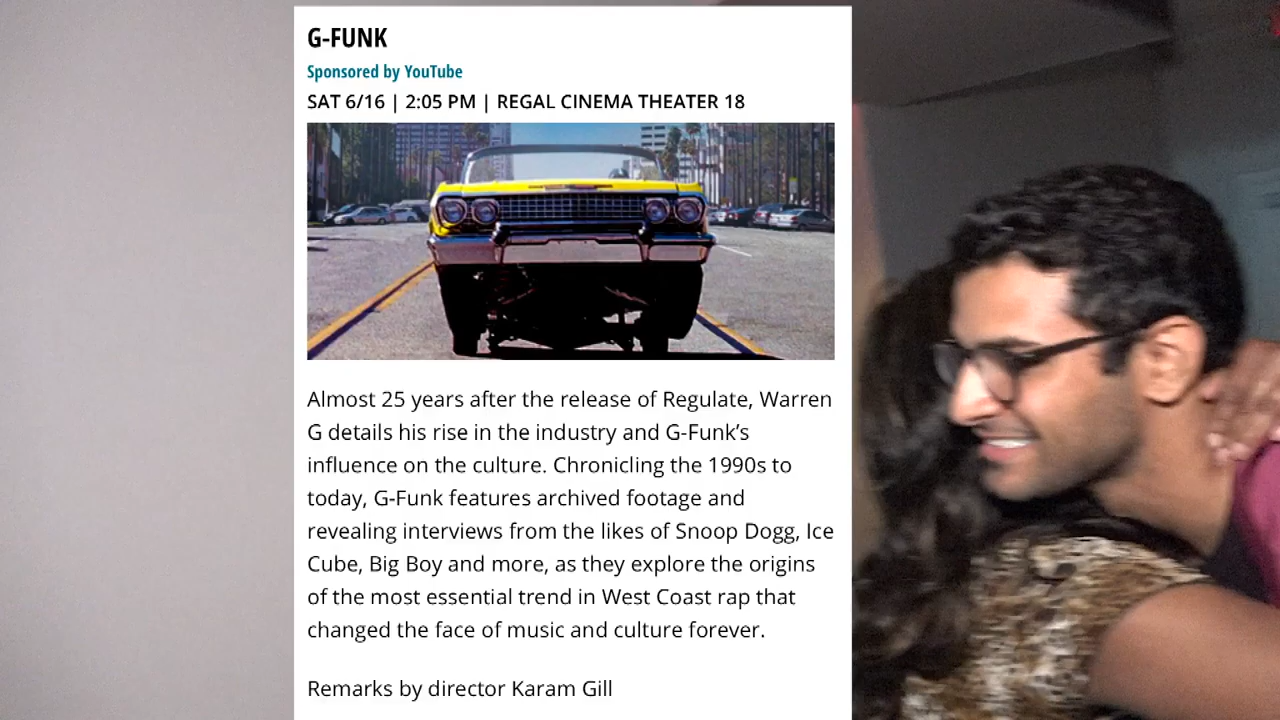 G-FUNK
Sponsored by YouTube
SAT 6/16 | 2:05 PM | REGAL CINEMA THEATER 18
Almost 25 years after the release of Regulate, Warren
G details his rise in the industry and G-Funk’s
influence on the culture. Chronicling the 1990s to
today, G-Funk features archived footage and
revealing interviews from the likes of Snoop Dogg, Ice
Cube, Big Boy and more, as they explore the origins
of the most essential trend in West Coast rap that
changed the face of music and culture forever.
Remarks by director Karam Gill